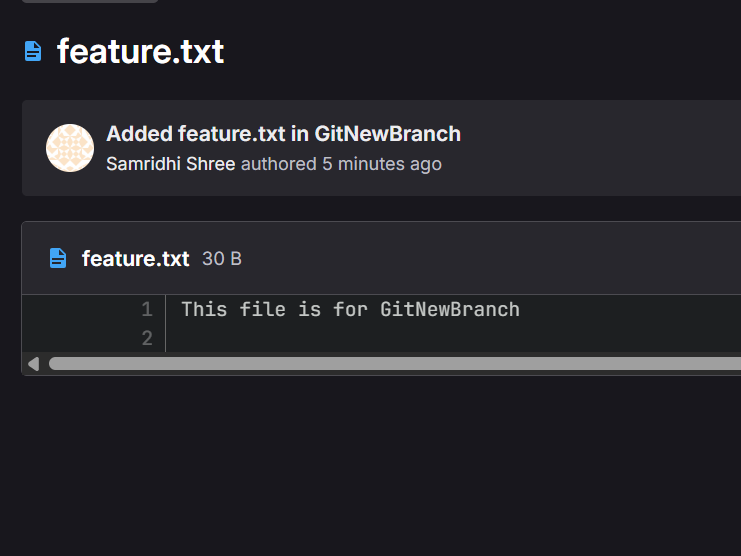 feature.txt
Added feature.txt in GitNewBranch
Samridhi Shree authored 5 minutes ago
feature.txt 30 B
1 This file is for GitNewBranch
2